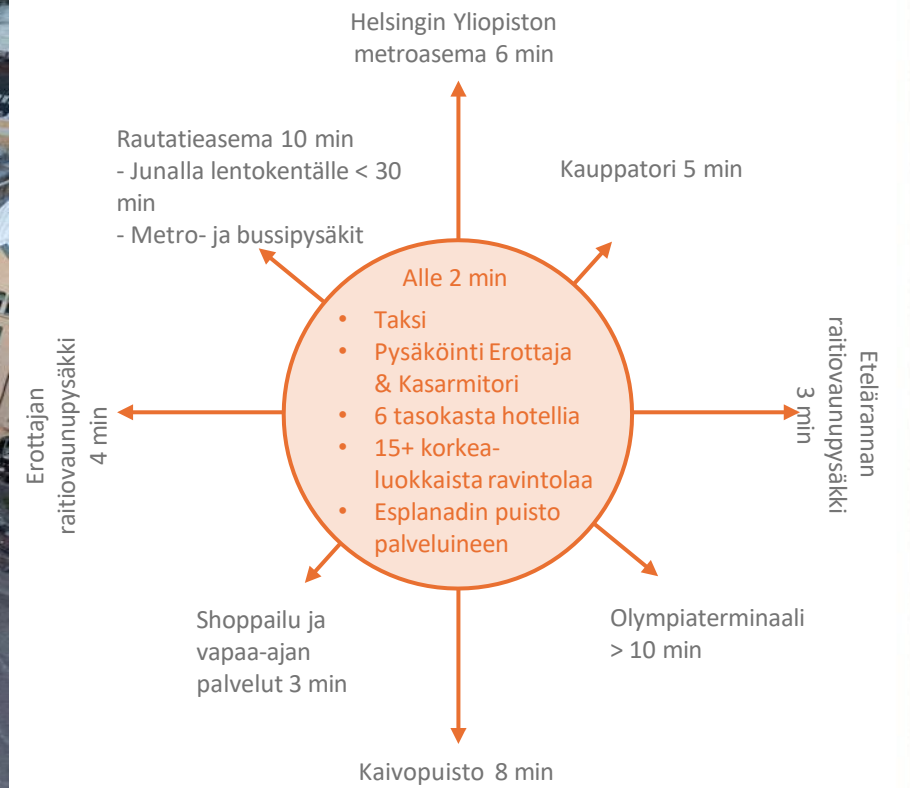 Helsingin Yliopiston
metroasema 6 min
Rautatieasema 10 min
- Junalla lentokentälle < 30
min
- Metro- ja bussipysäkit
Kauppatori 5 min
Alle 2 min
• Taksi
• Pysäköinti Erottaja
& Kasarmitori
• 6 tasokasta hotellia
• 15+ korkea-
luokkaista ravintolaa
• Esplanadin puisto
palveluineen
Erottajan
raitiovaunupysäkki
4 min
Etelärannan
raitiovaunupysäkki
3 min
Shoppailu ja
vapaa-ajan
palvelut 3 min
Olympiaterminaali
> 10 min
Kaivopuisto 8 min